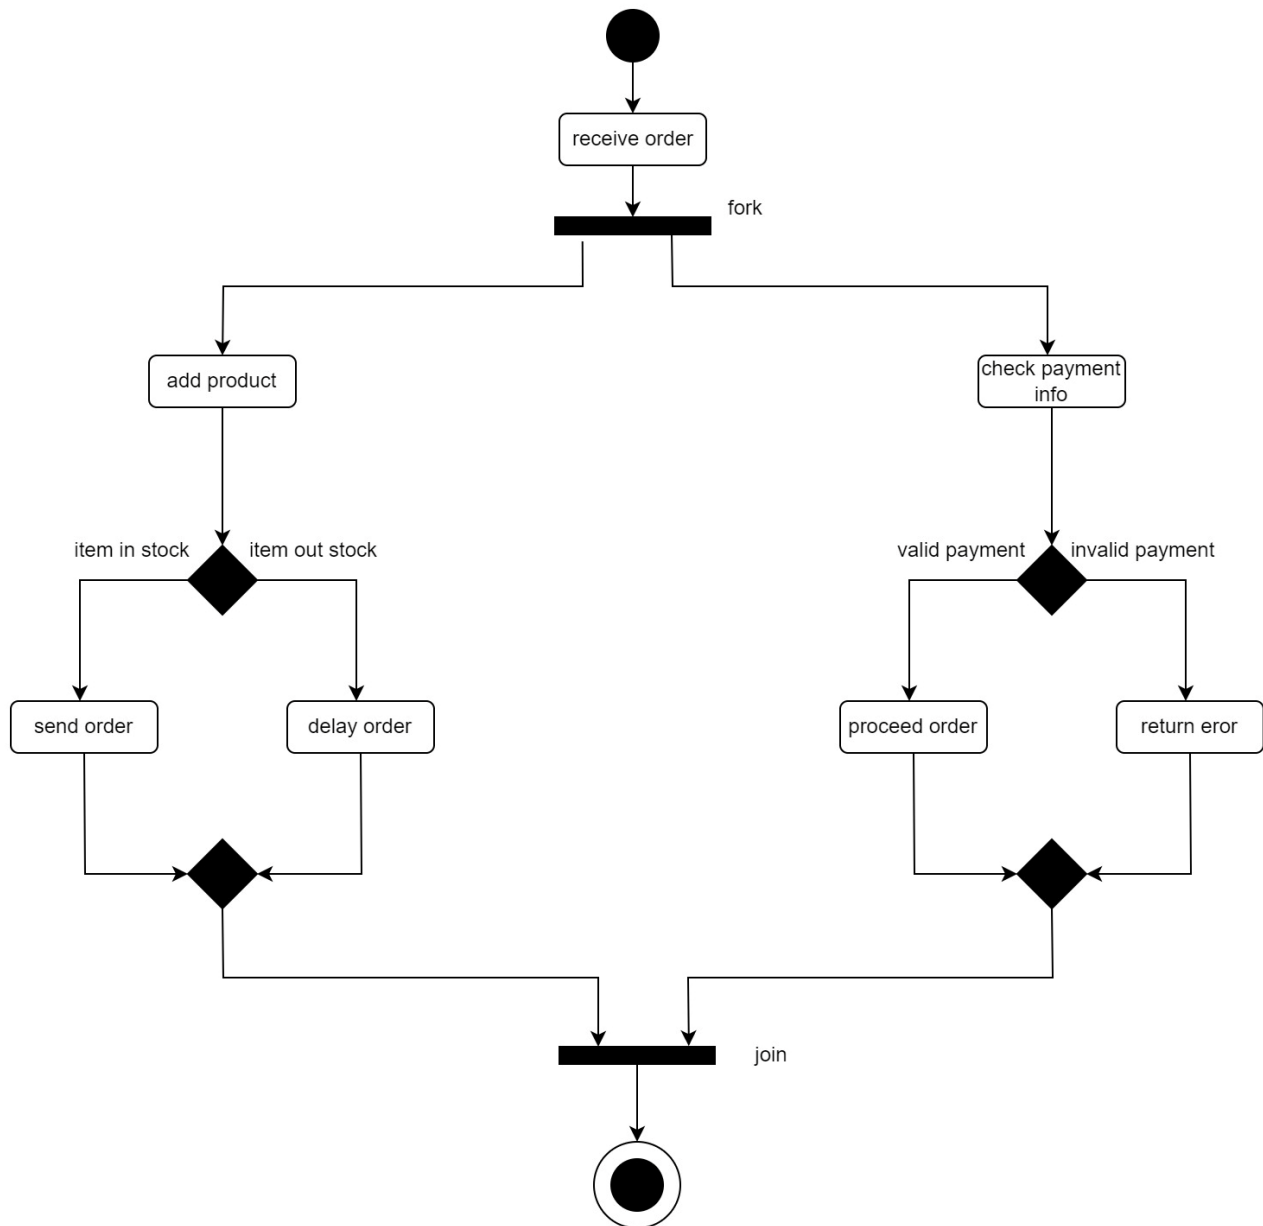 receive order
fork
add product
check payment
info
item in stock
item out stock
valid payment
invalid payment
send order
delay order
proceed order
return eror
join